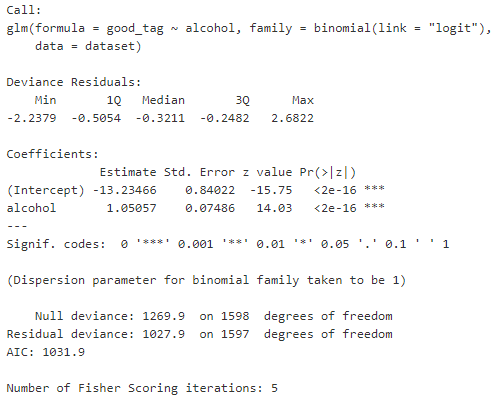 Call:
glm(formula = good_tag ~ alcohol, family = binomial(link = "logit"),
    data = dataset)

Deviance Residuals:
    Min       1Q   Median       3Q      Max
-2.2379  -0.5054  -0.3211  -0.2482   2.6822

Coefficients:
             Estimate Std. Error z value Pr(>|z|)
(Intercept) -13.23466    0.84022  -15.75   <2e-16 ***
alcohol       1.05057    0.07486   14.03   <2e-16 ***
---
Signif. codes:  0 '***' 0.001 '**' 0.01 '*' 0.05 '.' 0.1 ' ' 1

(Dispersion parameter for binomial family taken to be 1)

    Null deviance: 1269.9  on 1598  degrees of freedom
Residual deviance: 1027.9  on 1597  degrees of freedom
AIC: 1031.9

Number of Fisher Scoring iterations: 5